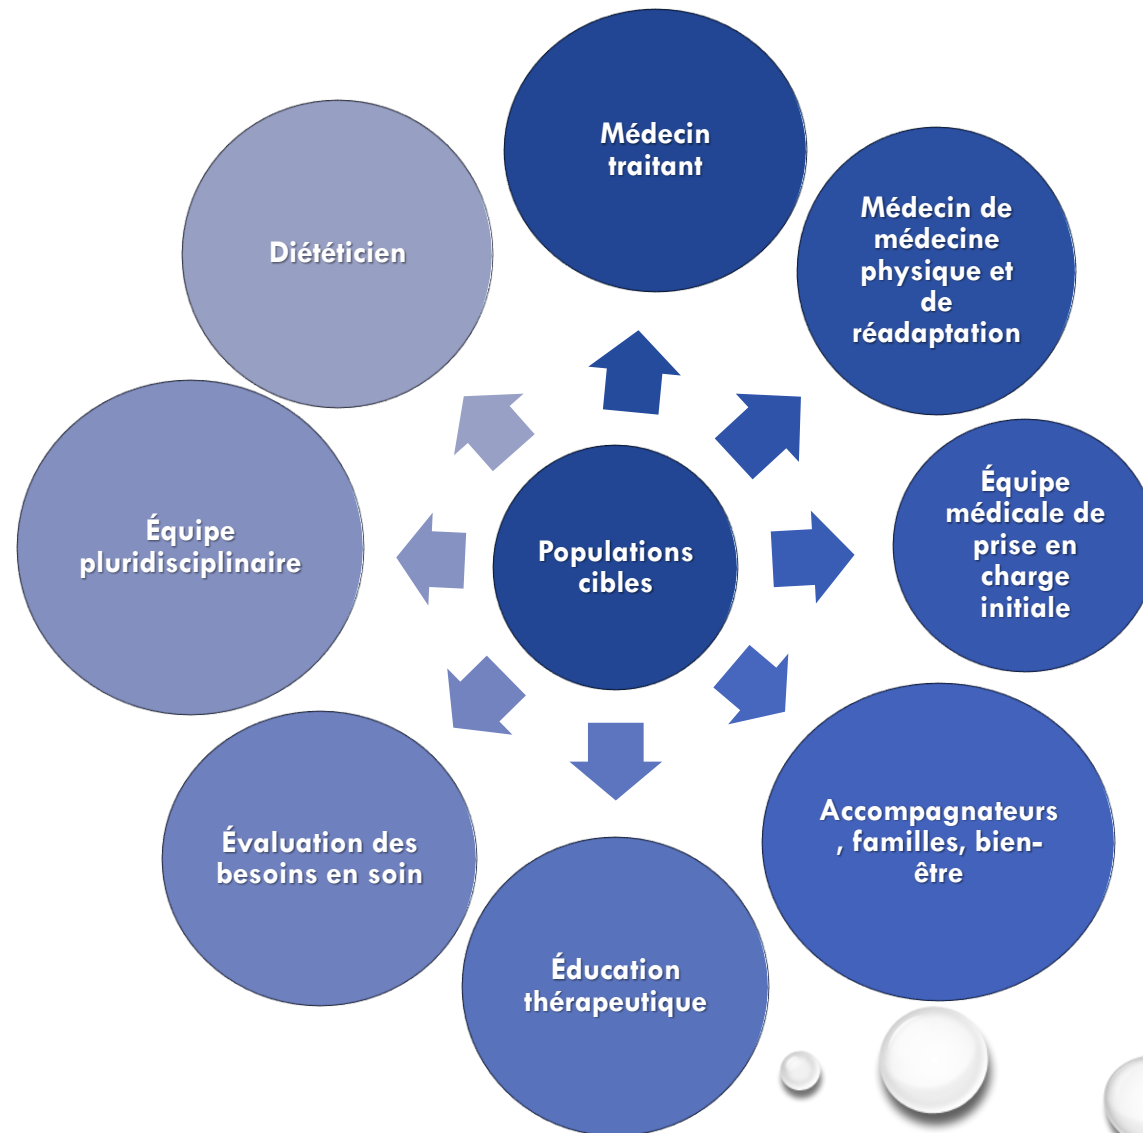 Médecin
traitant
Médecin de
médecine
physique et
de
réadaptation
Équipe
médicale de
prise en
charge
initiale
Accompagnateurs
, familles, bien-
être
Éducation
thérapeutique
Évaluation des
besoins en soin
Équipe
pluridisciplinaire
Diététicien
Populations
cibles